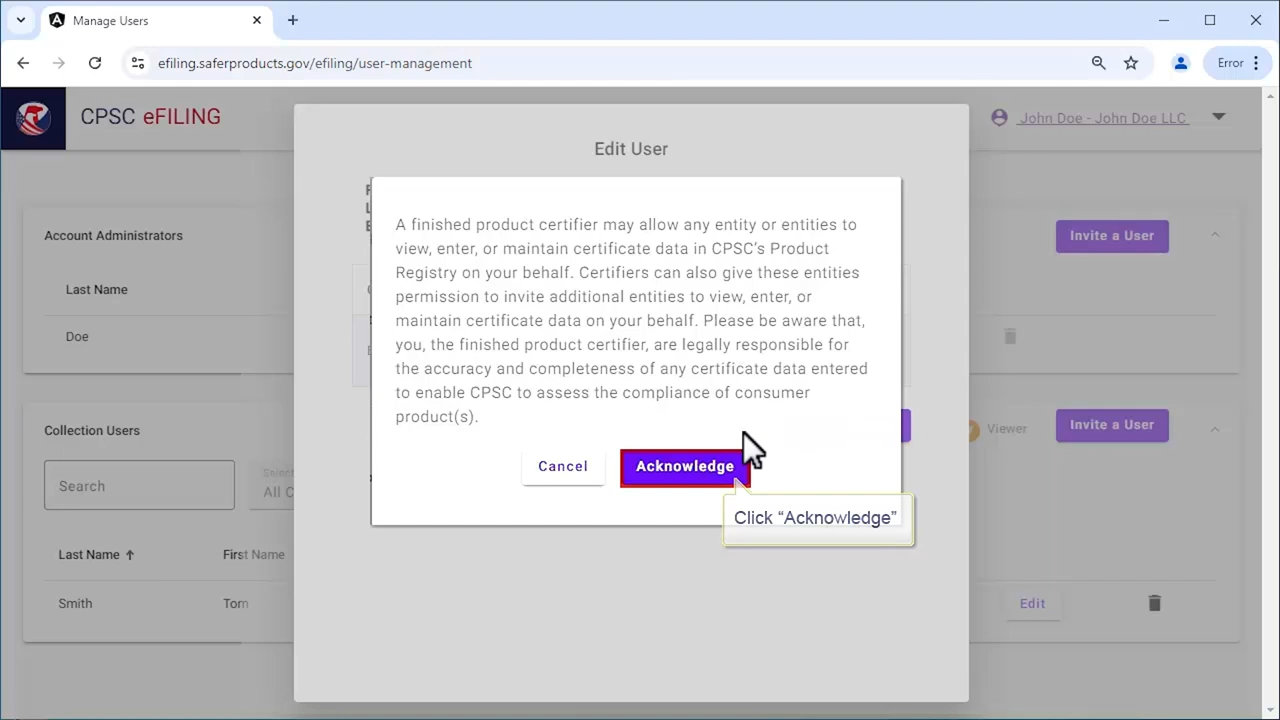 Manage Users
efiling.saferproducts.gov/efiling/user-management
Error
CPSC eFILING
John Doe - John Doe LLC
Edit User
Account Administrators
Invite a User
Last Name
Doe
A finished product certifier may allow any entity or entities to
view, enter, or maintain certificate data in CPSC's Product
Registry on your behalf. Certifiers can also give these entities
permission to invite additional entities to view, enter, or
maintain certificate data on your behalf. Please be aware that,
you, the finished product certifier, are legally responsible for
the accuracy and completeness of any certificate data entered
to enable CPSC to assess the compliance of consumer
product(s).
Cancel
Acknowledge
Click “Acknowledge”
Collection Users
Viewer
Invite a User
Search
Select
All C
Last Name
First Name
Smith
Tom
Edit